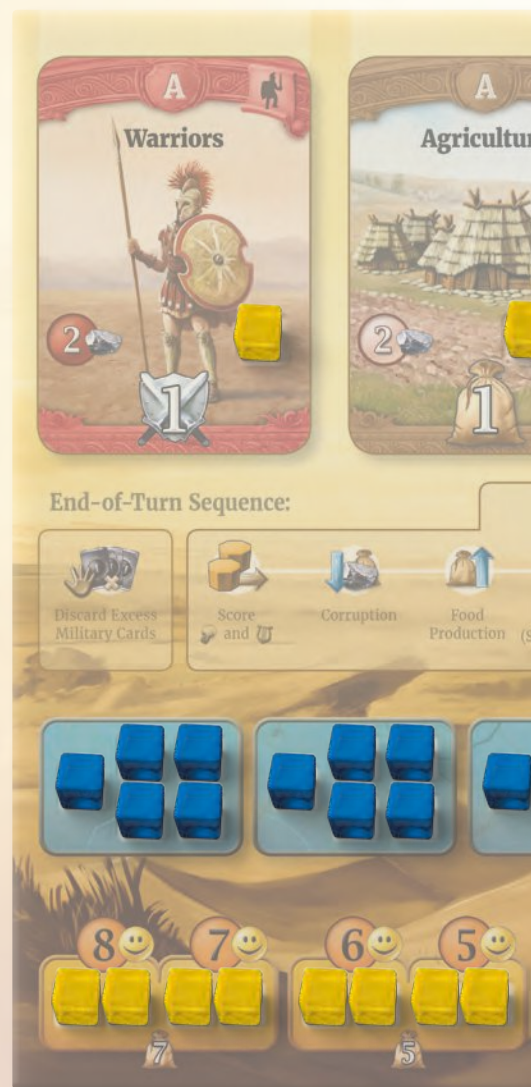 A
Warriors
2
1
A
Agricultur
2
1
End-of-Turn Sequence:
Discard Excess
Military Cards
Score
and
Corruption
Food
Production
(S
8
7
6
5
7
5